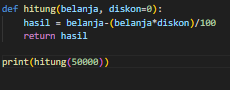 def hitung(belanja, diskon=0):
    hasil = belanja-(belanja*diskon)/100
    return hasil

print(hitung(50000))